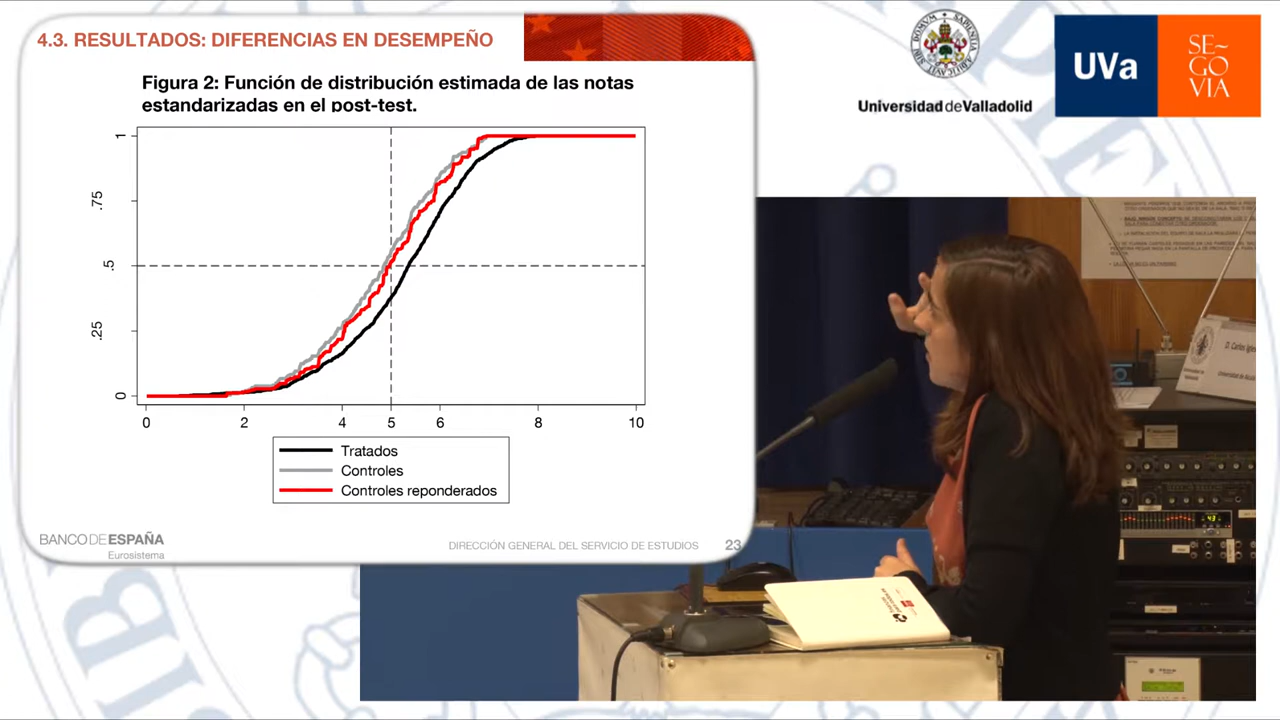 4.3. RESULTADOS: DIFERENCIAS EN DESEMPEÑO
Figura 2: Función de distribución estimada de las notas
estandarizadas en el post-test.
1
.75
.5
.25
0
0 2 4 5 6 8 10
Tratados
Controles
Controles reponderados
BANCO DE ESPAÑA
Eurosistema
DIRECCIÓN GENERAL DEL SERVICIO DE ESTUDIOS 23
Universidad de Valladolid
UVa
SE~
GO
VIA
D. Carlos
43